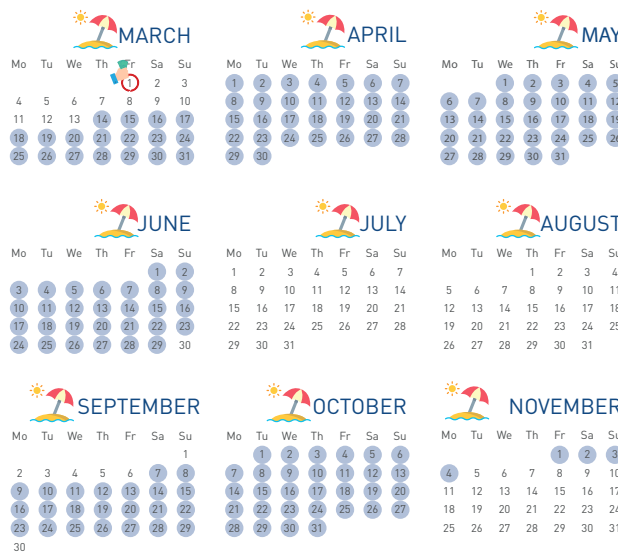 MARCH
Mo Tu We Th Fr Sa Su
1 2 3
4 5 6 7 8 9 10
11 12 13 14 15 16 17
18 19 20 21 22 23 24
25 26 27 28 29 30 31
APRIL
Mo Tu We Th Fr Sa Su
1 2 3 4 5 6 7
8 9 10 11 12 13 14
15 16 17 18 19 20 21
22 23 24 25 26 27 28
29 30
MAY
Mo Tu We Th Fr Sa Su
1 2 3 4 5
6 7 8 9 10 11 12
13 14 15 16 17 18 19
20 21 22 23 24 25 26
27 28 29 30 31
JUNE
Mo Tu We Th Fr Sa Su
1 2
3 4 5 6 7 8 9
10 11 12 13 14 15 16
17 18 19 20 21 22 23
24 25 26 27 28 29 30
JULY
Mo Tu We Th Fr Sa Su
1 2 3 4 5 6 7
8 9 10 11 12 13 14
15 16 17 18 19 20 21
22 23 24 25 26 27 28
29 30 31
AUGUST
Mo Tu We Th Fr Sa Su
1 2 3 4
5 6 7 8 9 10 11
12 13 14 15 16 17 18
19 20 21 22 23 24 25
26 27 28 29 30 31
SEPTEMBER
Mo Tu We Th Fr Sa Su
1
2 3 4 5 6 7 8
9 10 11 12 13 14 15
16 17 18 19 20 21 22
23 24 25 26 27 28 29
30
OCTOBER
Mo Tu We Th Fr Sa Su
1 2 3 4 5 6
7 8 9 10 11 12 13
14 15 16 17 18 19 20
21 22 23 24 25 26 27
28 29 30 31
NOVEMBER
Mo Tu We Th Fr Sa Su
1 2 3
4 5 6 7 8 9 10
11 12 13 14 15 16 17
18 19 20 21 22 23 24
25 26 27 28 29 30 31